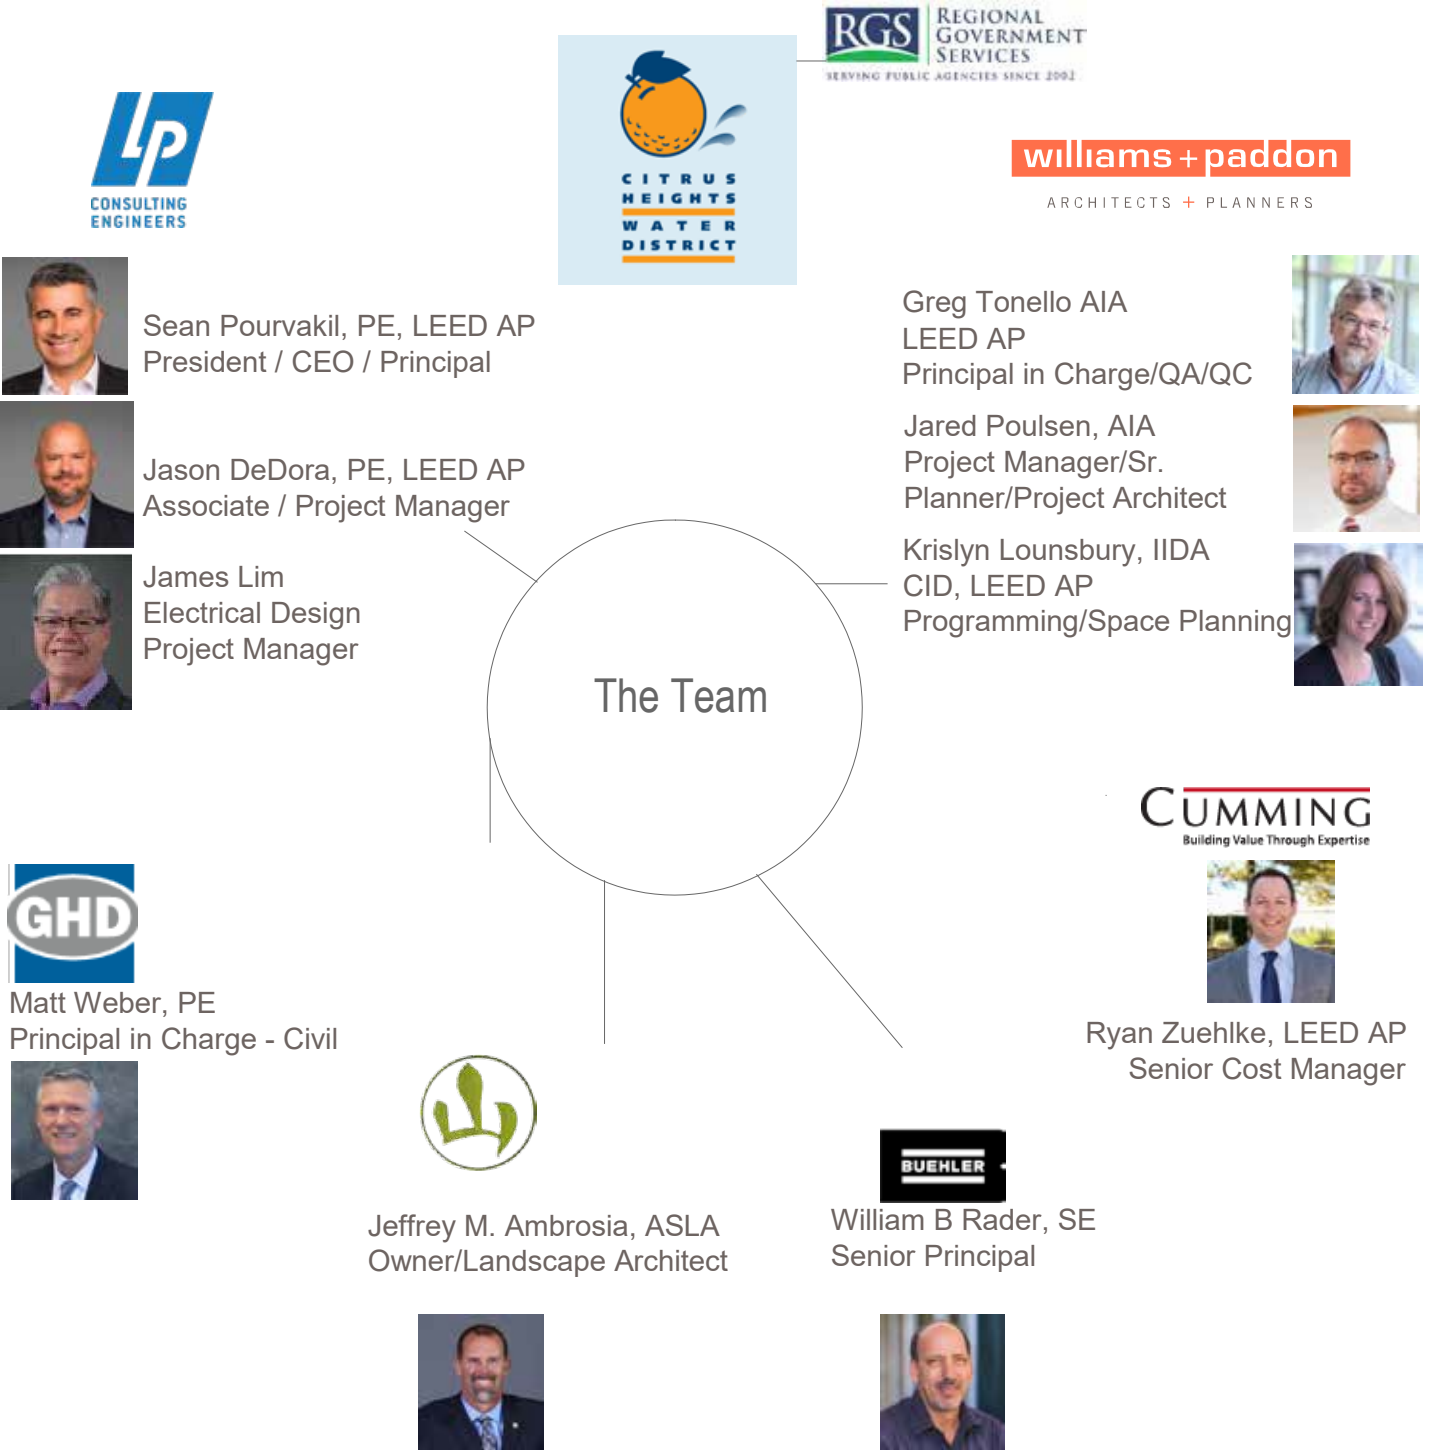 RGS
REGIONAL
GOVERNMENT
SERVICES
SERVING PUBLIC AGENCIES SINCE 2002
LP
CONSULTING
ENGINEERS
CITRUS
HEIGHTS
WATER
DISTRICT
williams+paddon
ARCHITECTS + PLANNERS
Sean Pourvakil, PE, LEED AP
President / CEO / Principal
Jason DeDora, PE, LEED AP
Associate / Project Manager
James Lim
Electrical Design
Project Manager
Greg Tonello AIA
LEED AP
Principal in Charge/QA/QC
Jared Poulsen, AIA
Project Manager/Sr.
Planner/Project Architect
Krislyn Lounsbury, IIDA
CID, LEED AP
Programming/Space Planning
The Team
CUMMING
Building Value Through Expertise
Ryan Zuehlke, LEED AP
Senior Cost Manager
GHD
Matt Weber, PE
Principal in Charge - Civil
Jeffrey M. Ambrosia, ASLA
Owner/Landscape Architect
BUEHLER
William B Rader, SE
Senior Principal